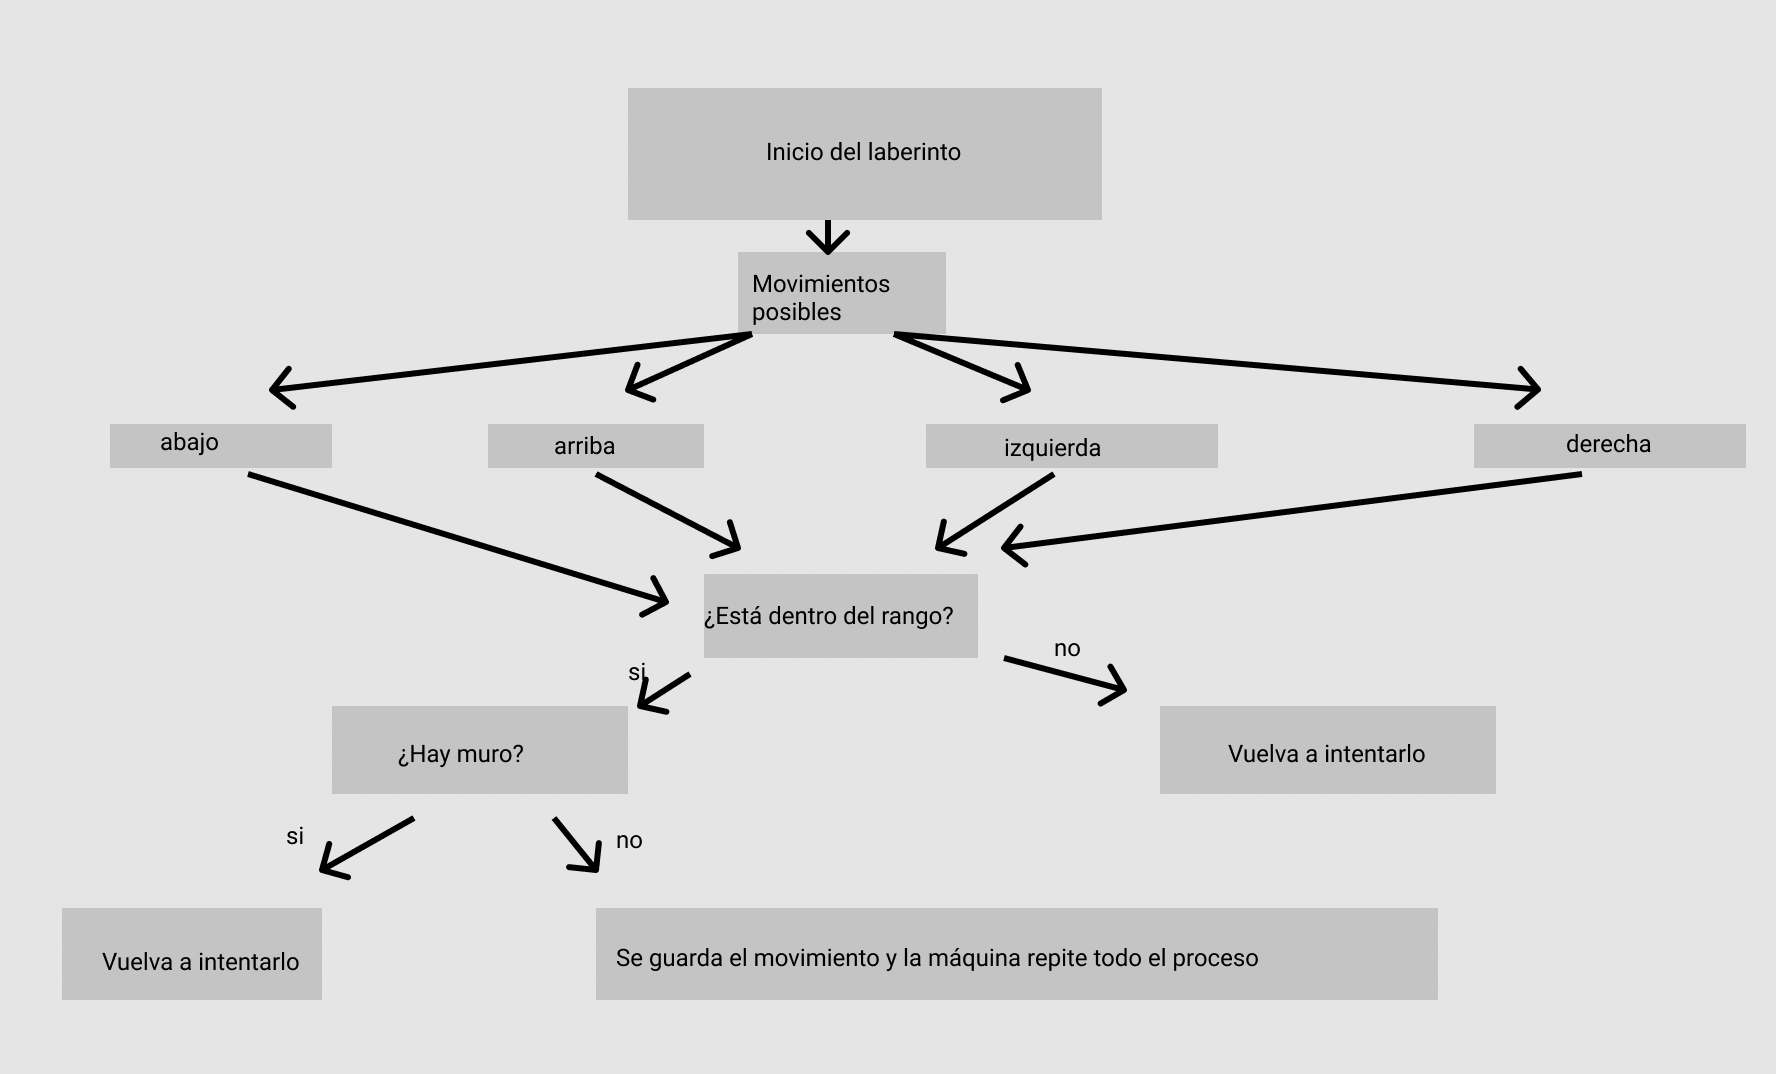 Inicio del laberinto
Movimientos
posibles
abajo
arriba
izquierda
derecha
¿Está dentro del rango?
si
no
¿Hay muro?
Vuelva a intentarlo
si
no
Vuelva a intentarlo
Se guarda el movimiento y la máquina repite todo el proceso